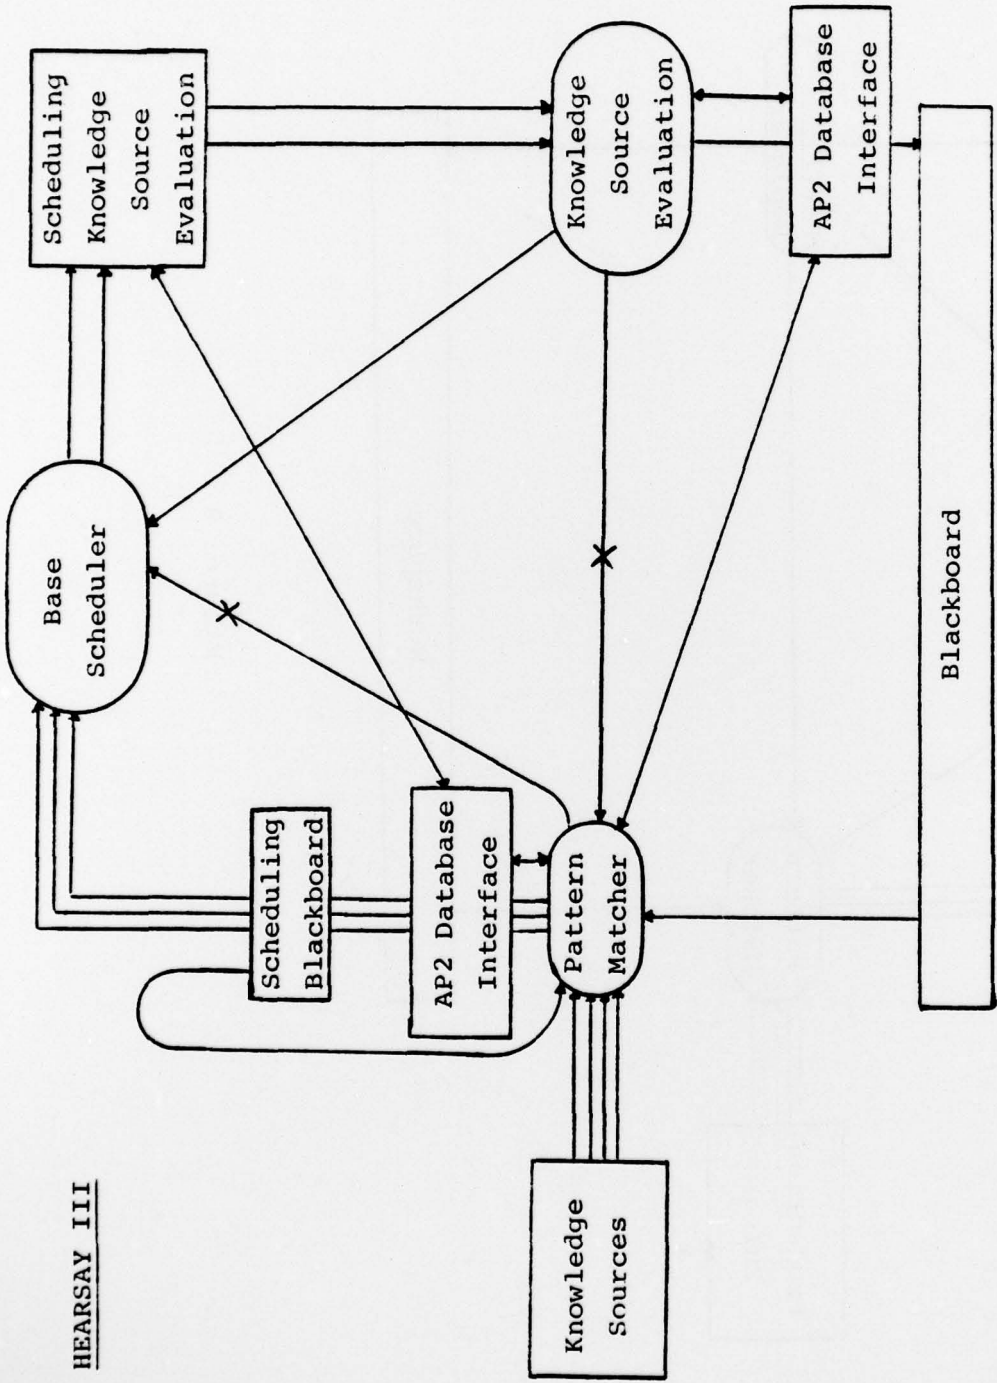 HEARSAY III
Base
Scheduler
Scheduling
Knowledge
Source
Evaluation
Scheduling
Blackboard
AP2 Database
Interface
Pattern
Matcher
Knowledge
Source
Evaluation
Knowledge
Sources
AP2 Database
Interface
Blackboard